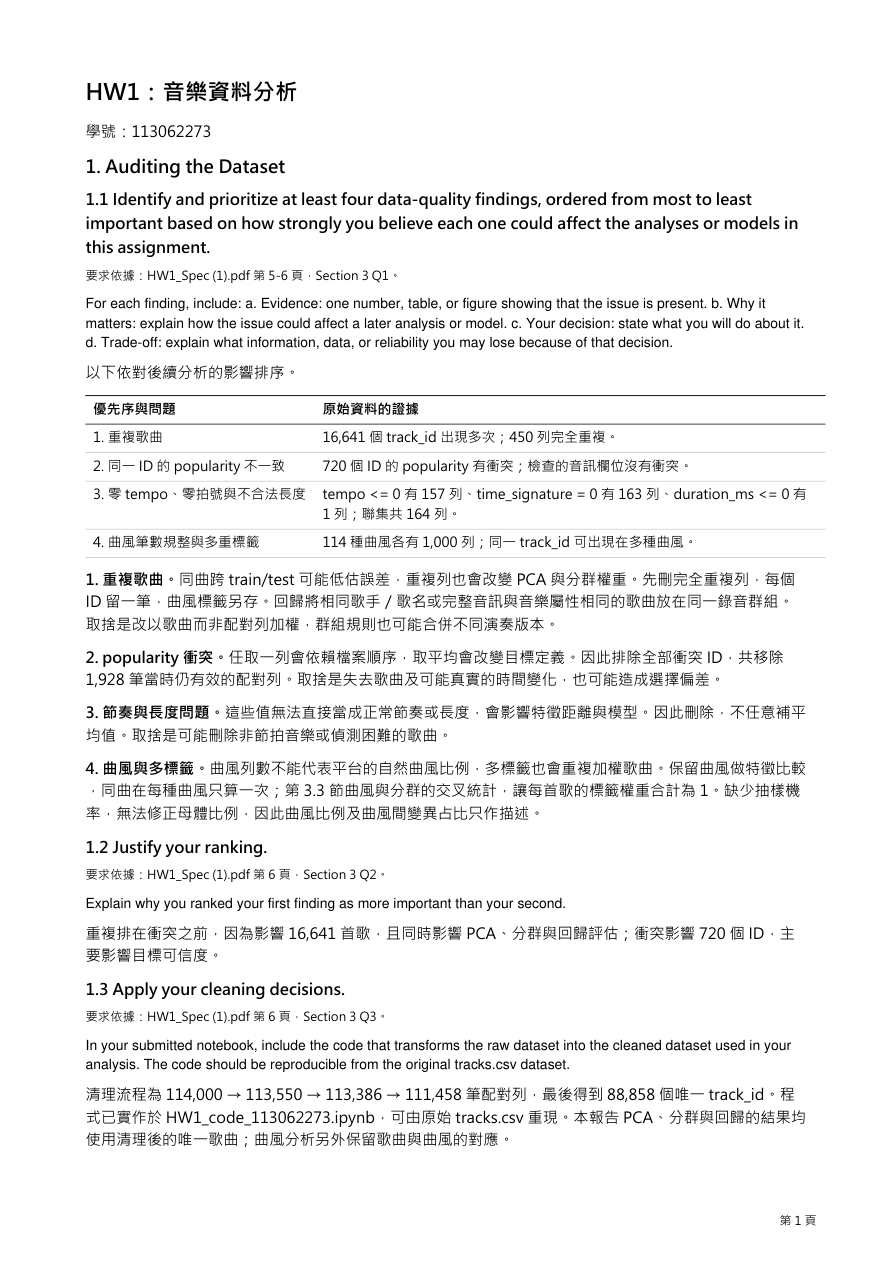 HW1：音樂資料分析
學號：113062273
1. Auditing the Dataset
1.1 Identify and prioritize at least four data-quality findings, ordered from most to least
important based on how strongly you believe each one could affect the analyses or models in
this assignment.
要求依據：HW1_Spec (1).pdf 第 5-6 頁，Section 3 Q1。
For each finding, include: a. Evidence: one number, table, or figure showing that the issue is present. b. Why it
matters: explain how the issue could affect a later analysis or model. c. Your decision: state what you will do about it.
d. Trade-off: explain what information, data, or reliability you may lose because of that decision.
以下依對後續分析的影響排序。
優先序與問題 原始資料的證據
1. 重複歌曲 16,641 個 track_id 出現多次；450 列完全重複。
2. 同一 ID 的 popularity 不一致 720 個 ID 的 popularity 有衝突；檢查的音訊欄位沒有衝突。
3. 零 tempo、零拍號與不合法長度 tempo <= 0 有 157 列、time_signature = 0 有 163 列、duration_ms <= 0 有
1 列；聯集共 164 列。
4. 曲風筆數規整與多重標籤 114 種曲風各有 1,000 列；同一 track_id 可出現在多種曲風。
1. 重複歌曲。同曲跨 train/test 可能低估誤差，重複列也會改變 PCA 與分群權重。先刪完全重複列，每個
ID 留一筆，曲風標籤另存。回歸將相同歌手 / 歌名或完整音訊與音樂屬性相同的歌曲放在同一錄音群組。
取捨是改以歌曲而非配對列加權，群組規則也可能合併不同演奏版本。
2. popularity 衝突。任取一列會依賴檔案順序，取平均會改變目標定義。因此排除全部衝突 ID，共移除
1,928 筆當時仍有效的配對列。取捨是失去歌曲及可能真實的時間變化，也可能造成選擇偏差。
3. 節奏與長度問題。這些值無法直接當成正常節奏或長度，會影響特徵距離與模型。因此刪除，不任意補平
均值。取捨是可能刪除非節拍音樂或偵測困難的歌曲。
4. 曲風與多標籤。曲風列數不能代表平台的自然曲風比例，多標籤也會重複加權歌曲。保留曲風做特徵比較
，同曲在每種曲風只算一次；第 3.3 節曲風與分群的交叉統計，讓每首歌的標籤權重合計為 1。缺少抽樣機
率，無法修正母體比例，因此曲風比例及曲風間變異占比只作描述。
1.2 Justify your ranking.
要求依據：HW1_Spec (1).pdf 第 6 頁，Section 3 Q2。
Explain why you ranked your first finding as more important than your second.
重複排在衝突之前，因為影響 16,641 首歌，且同時影響 PCA、分群與回歸評估；衝突影響 720 個 ID，主
要影響目標可信度。
1.3 Apply your cleaning decisions.
要求依據：HW1_Spec (1).pdf 第 6 頁，Section 3 Q3。
In your submitted notebook, include the code that transforms the raw dataset into the cleaned dataset used in your
analysis. The code should be reproducible from the original tracks.csv dataset.
清理流程為 114,000 → 113,550 → 113,386 → 111,458 筆配對列，最後得到 88,858 個唯一 track_id。程
式已實作於 HW1_code_113062273.ipynb，可由原始 tracks.csv 重現。本報告 PCA、分群與回歸的結果均
使用清理後的唯一歌曲；曲風分析另外保留歌曲與曲風的對應。
第 1 頁